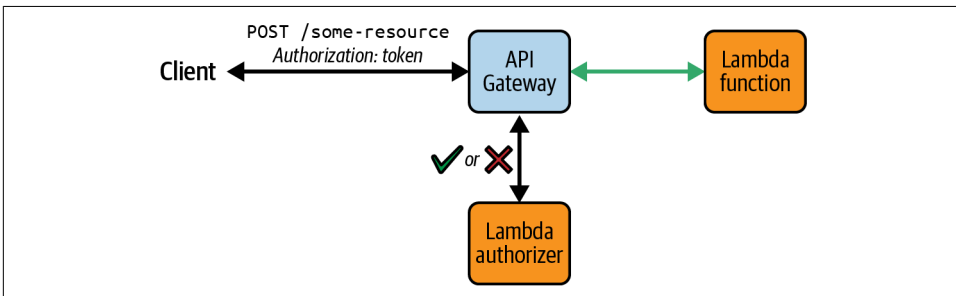 POST /some-resource
Authorization: token
Client
API
Gateway
Lambda
function
or
Lambda
authorizer